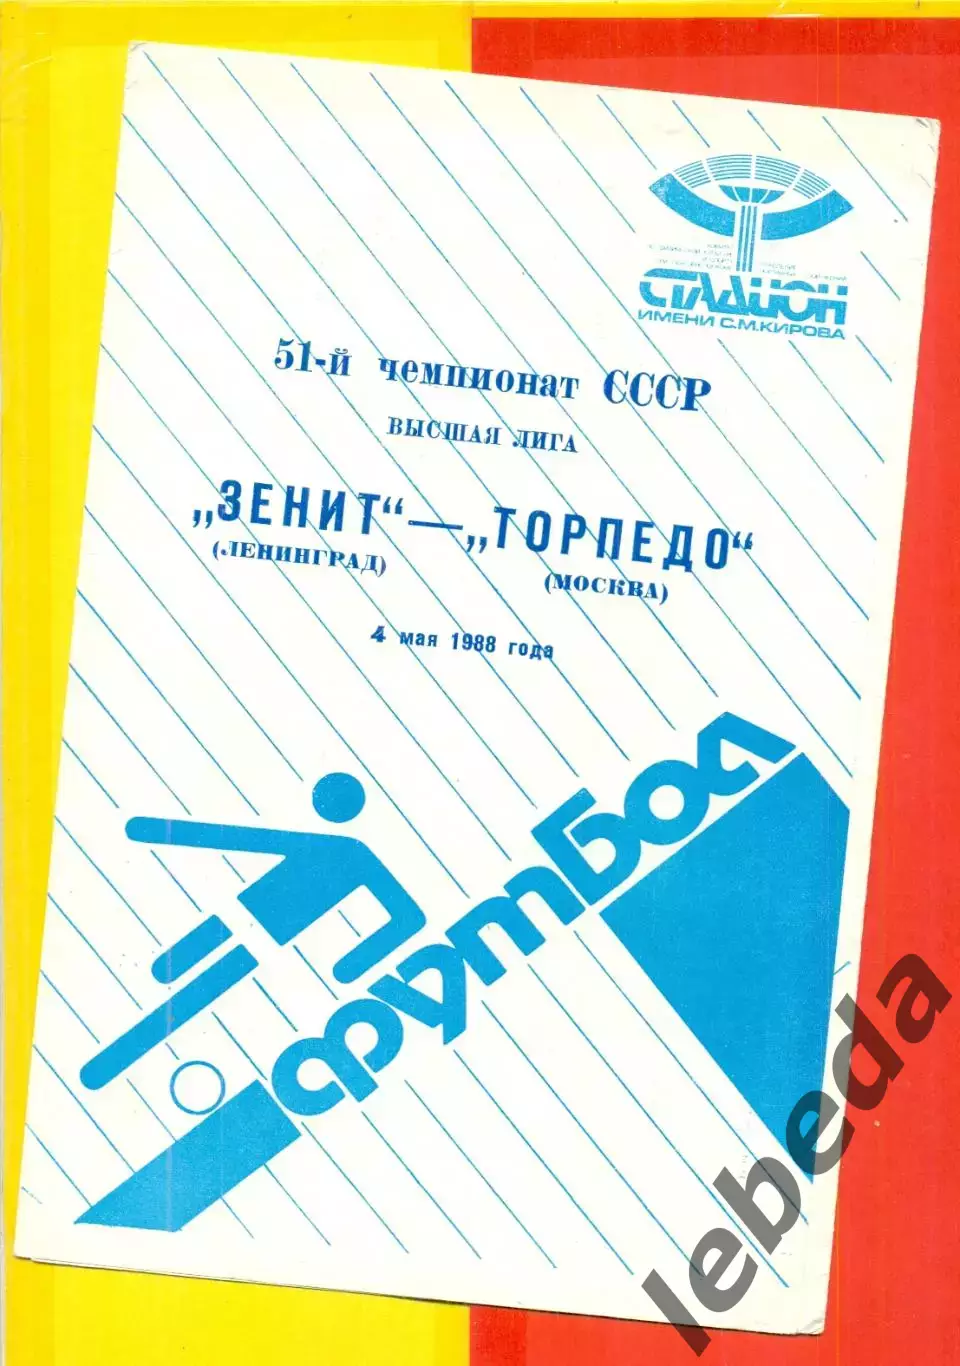 СТАДИОН
ИМЕНИ С.М.КИРОВА
51-й чемпионат СССР
ВЫСШАЯ ЛИГА
„ЗЕНИТ“ — „ТОРПЕДО“
(ЛЕНИНГРАД) (МОСКВА)
4 мая 1988 года
футбол
lebeda